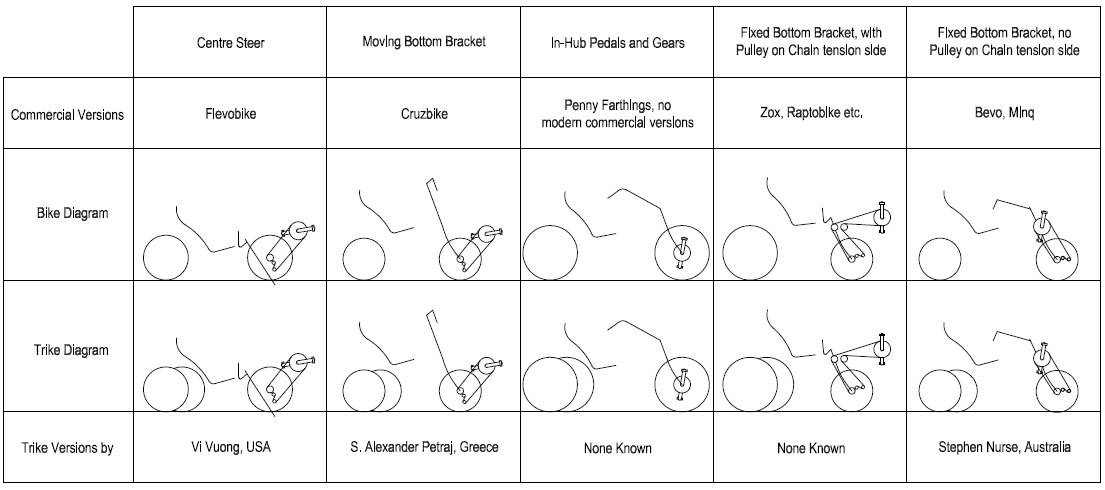 Centre Steer
Moving Bottom Bracket
In-Hub Pedals and Gears
Fixed Bottom Bracket, with
Pulley on Chain tension side
Fixed Bottom Bracket, no
Pulley on Chain tension side
Commercial Versions
Flevobike
Cruzbike
Penny Farthings, no
modern commercial versions
Zox, Raptobike etc.
Bevo, Minq
Bike Diagram
Trike Diagram
Trike Versions by
Vi Vuong, USA
S. Alexander Petraj, Greece
None Known
None Known
Stephen Nurse, Australia